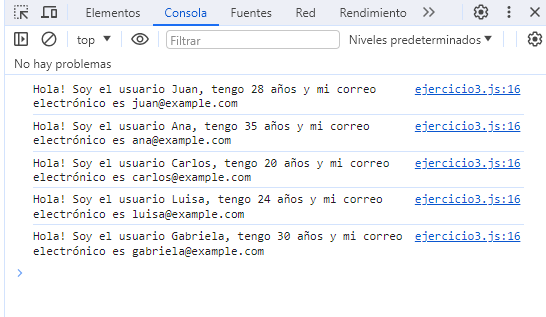 Elementos Consola Fuentes Red Rendimiento
top Filtrar Niveles predeterminados
No hay problemas
Hola! Soy el usuario Juan, tengo 28 años y mi correo ejercicio3.js:16
electrónico es juan@example.com
Hola! Soy el usuario Ana, tengo 35 años y mi correo ejercicio3.js:16
electrónico es ana@example.com
Hola! Soy el usuario Carlos, tengo 20 años y mi correo ejercicio3.js:16
electrónico es carlos@example.com
Hola! Soy el usuario Luisa, tengo 24 años y mi correo ejercicio3.js:16
electrónico es luisa@example.com
Hola! Soy el usuario Gabriela, tengo 30 años y mi correo ejercicio3.js:16
electrónico es gabriela@example.com